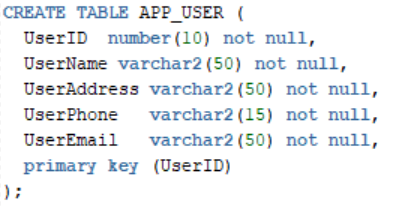 CREATE TABLE APP_USER (
UserID number(10) not null,
UserName varchar2(50) not null,
UserAddress varchar2(50) not null,
UserPhone varchar2(15) not null,
UserEmail varchar2(50) not null,
primary key (UserID)
);